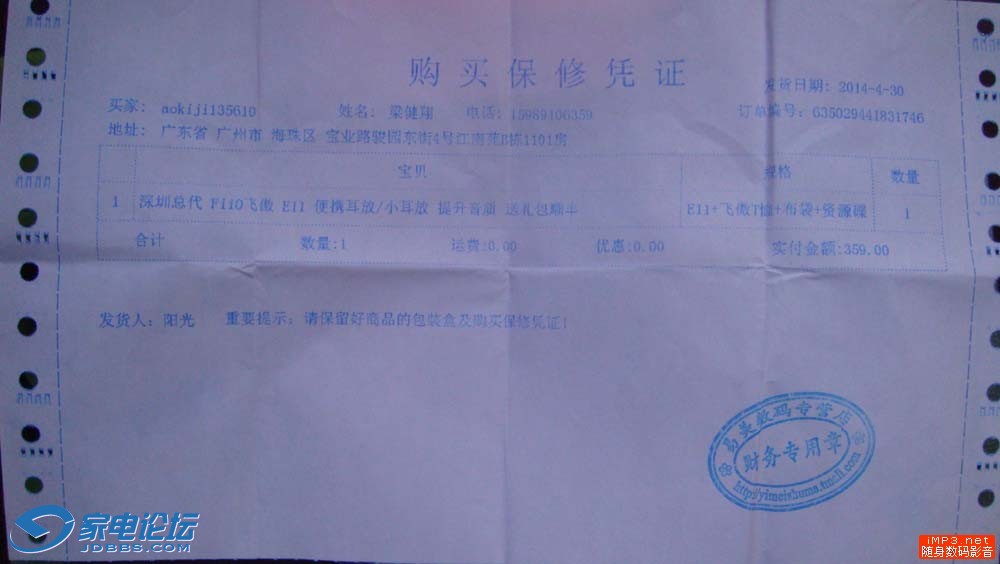 购买保修凭证
发货日期: 2014-4-30
买家: aokiji135610 姓名: 梁健翔 电话: 15989106359 订单编号: 635029441831746
地址: 广东省 广州市 海珠区 宝业路骏园东街4号江南苑B栋1101房
宝贝 规格 数量
1 深圳总代 FiiO飞傲 E11 便携耳放/小耳放 提升音质 送礼包顺丰 E11+飞傲T恤+布袋+资源碟 1
合计 数量:1 运费:0.00 优惠:0.00 实付金额:359.00
发货人: 阳光 重要提示: 请保留好商品的包装盒及购买保修凭证!
易美数码专营店
财务专用章
http://yimeishuma.tmall.com
家电论坛
JDBBS.COM
iMP3.net
随身数码影音